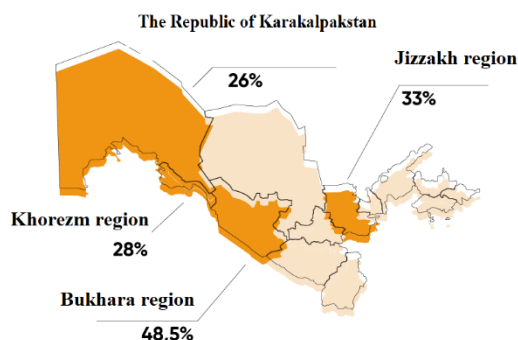 The Republic of Karakalpakstan
Jizzakh region
26%
33%
Khorezm region
28%
Bukhara region
48,5%